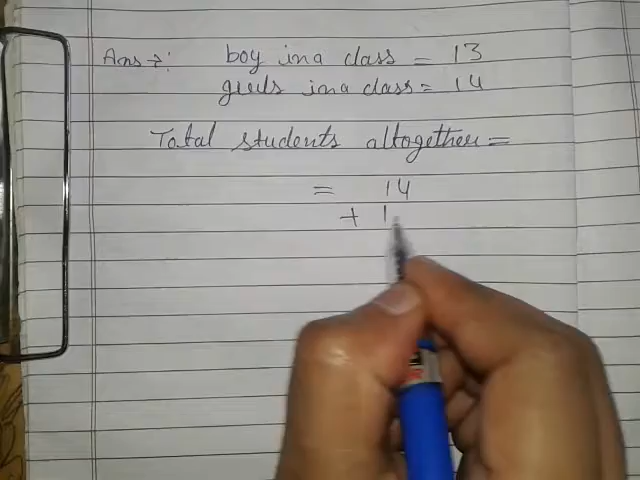 Ans →: boy in a class = 13
girls in a class = 14
Total students altogether =
= 14
+ 1